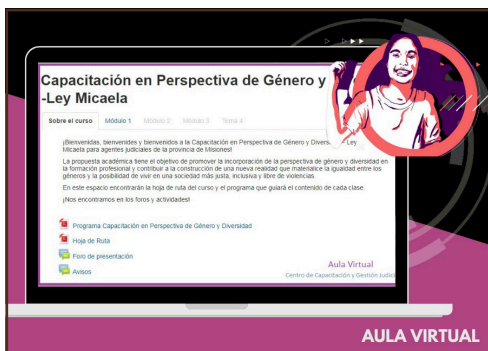 Capacitación en Perspectiva de Género y
-Ley Micaela
Sobre el curso Módulo 1 Módulo 2 Módulo 3 Tema 4
¡Bienvenidas, bienvenides y bienvenidos a la Capacitación en Perspectiva de Género y Ley
Micaela para agentes judiciales de la provincia de Misiones!
La propuesta académica tiene el objetivo de promover la incorporación de la perspectiva de género y diversidad en
la formación profesional y contribuir a la construcción de una nueva realidad que materialice la igualdad entre los
géneros y la posibilidad de vivir en una sociedad más justa, inclusiva y libre de violencias.
En este espacio encontrarán la hoja de ruta del curso y el programa que guiará el contenido de cada clase.
¡Nos encontramos en los foros y actividades!
Programa Capacitación en Perspectiva de Género y Diversidad
Hoja de Ruta
Foro de presentación
Avisos
Aula Virtual
Centro de Capacitación y Gestión Judicial
AULA VIRTUAL